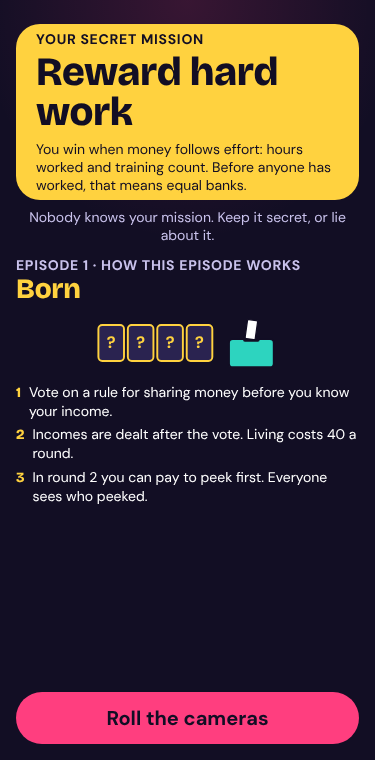 YOUR SECRET MISSION
Reward hard
work
You win when money follows effort: hours
worked and training count. Before anyone has
worked, that means equal banks.
Nobody knows your mission. Keep it secret, or lie
about it.
EPISODE 1 · HOW THIS EPISODE WORKS
Born
? ? ? ?
1 Vote on a rule for sharing money before you know
your income.
2 Incomes are dealt after the vote. Living costs 40 a
round.
3 In round 2 you can pay to peek first. Everyone
sees who peeked.
Roll the cameras